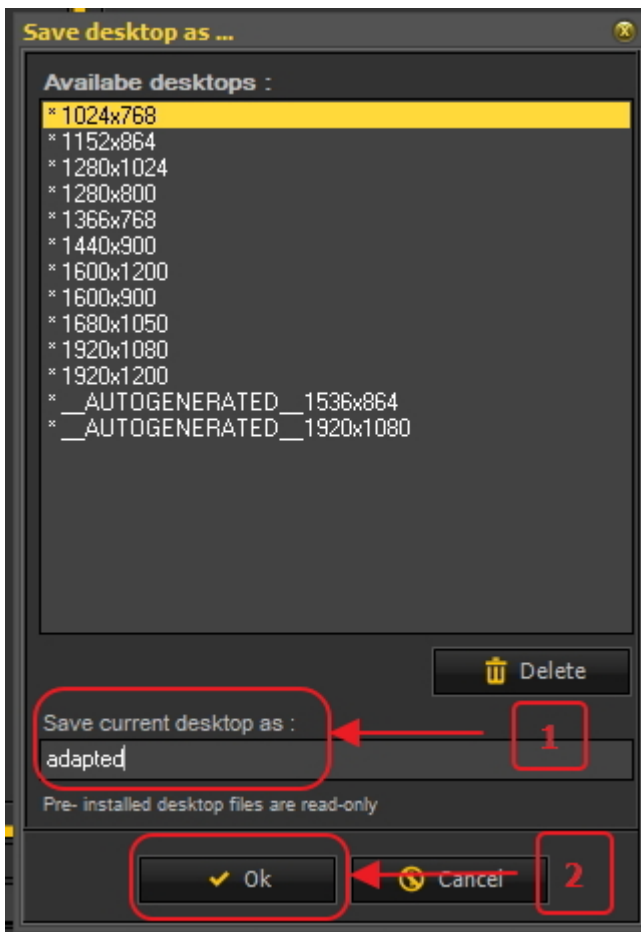 Save desktop as ...
Availabe desktops :
* 1024x768
* 1152x864
* 1280x1024
* 1280x800
* 1366x768
* 1440x900
* 1600x1200
* 1600x900
* 1680x1050
* 1920x1080
* 1920x1200
* __AUTOGENERATED__1536x864
* __AUTOGENERATED__1920x1080
Delete
Save current desktop as :
1
adapted
Pre- installed desktop files are read-only
Ok
Cancel
2